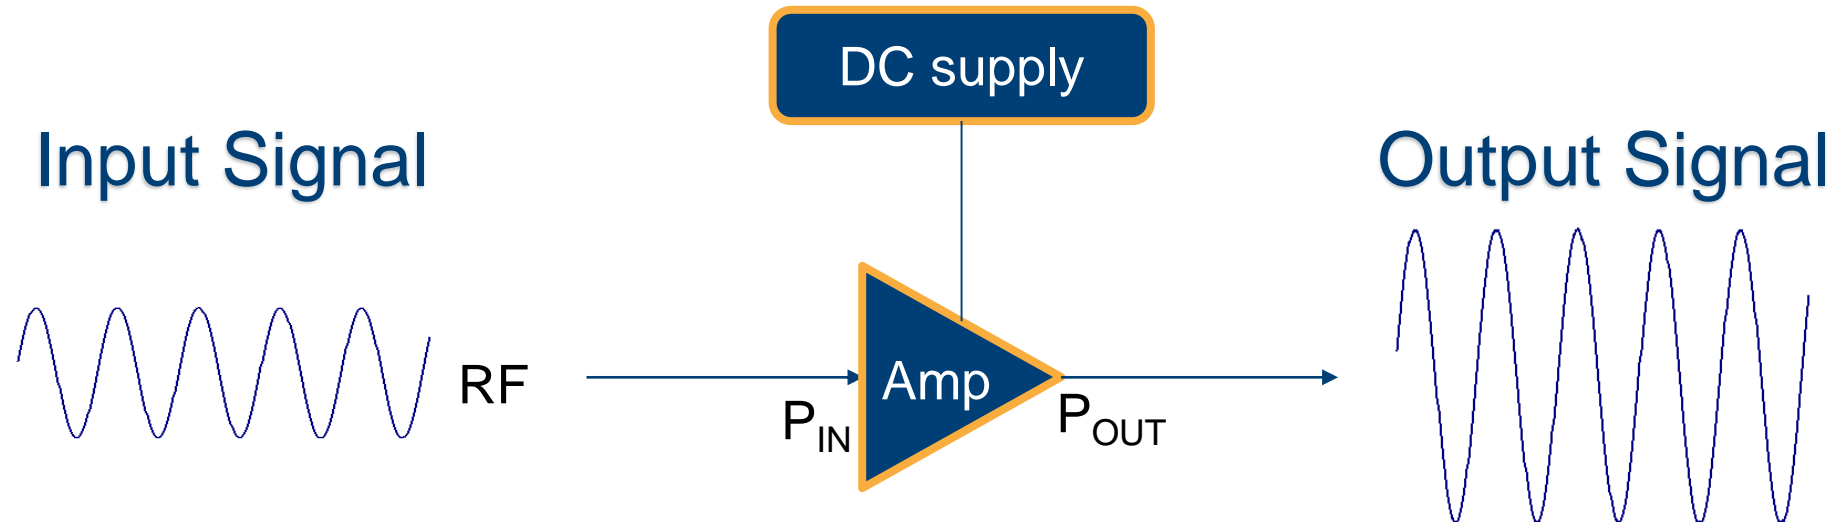 DC supply
Input Signal
Output Signal
RF
Amp
PIN
POUT